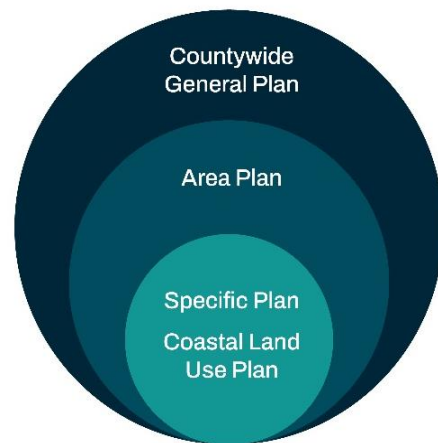 Countywide
General Plan
Area Plan
Specific Plan
Coastal Land
Use Plan